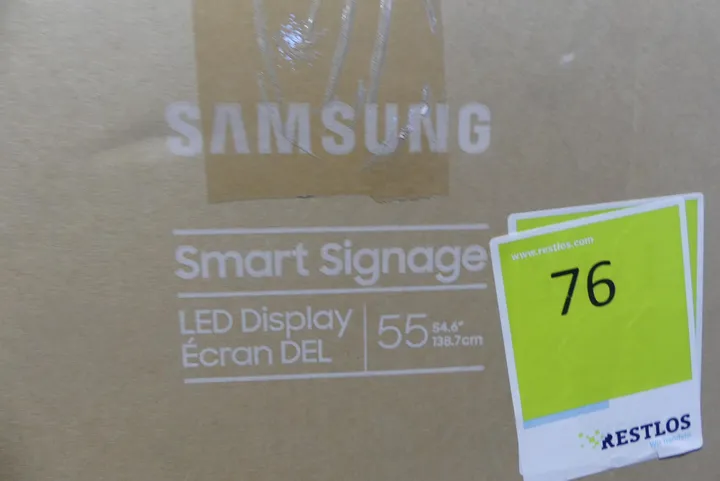 SAMSUNG
Smart Signage
LED Display
Écran DEL
55 54.6"
138.7cm
www.restlos.com
76
RESTLOS